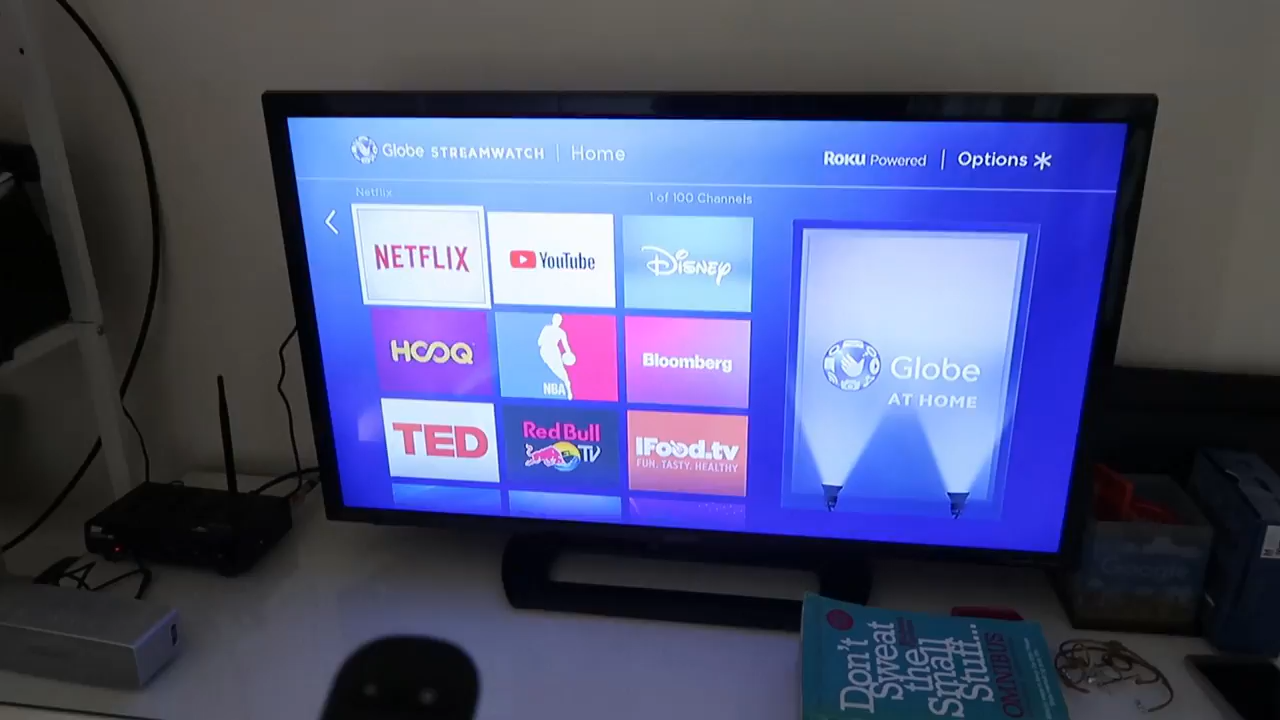 Globe STREAMWATCH | Home
ROKU Powered | Options
Netflix
1 of 100 Channels
NETFLIX
YouTube
Disney
HOOQ
NBA
Bloomberg
TED
Red Bull
TV
iFood.tv
FUN. TASTY. HEALTHY
Globe
AT HOME
Google
Don't
Sweat
the
Small
Stuff...
OMNIBUS